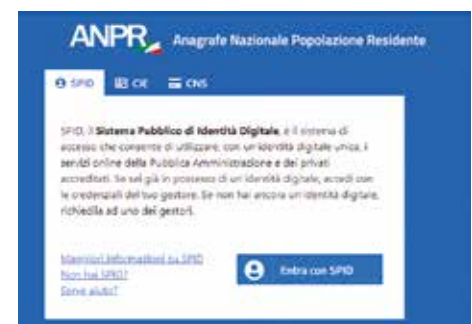 ANPR Anagrafe Nazionale Popolazione Residente
SPID CIE CNS
SPID, il Sistema Pubblico di Identità Digitale, è il sistema di
accesso che consente di utilizzare, con un'identità digitale unica, i
servizi online della Pubblica Amministrazione e dei privati
accreditati. Se sei già in possesso di un'identità digitale, accedi con
le credenziali del tuo gestore. Se non hai ancora un'identità digitale,
richiedila ad uno dei gestori.
Maggiori informazioni su SPID
Non hai SPID?
Serve aiuto?
Entra con SPID